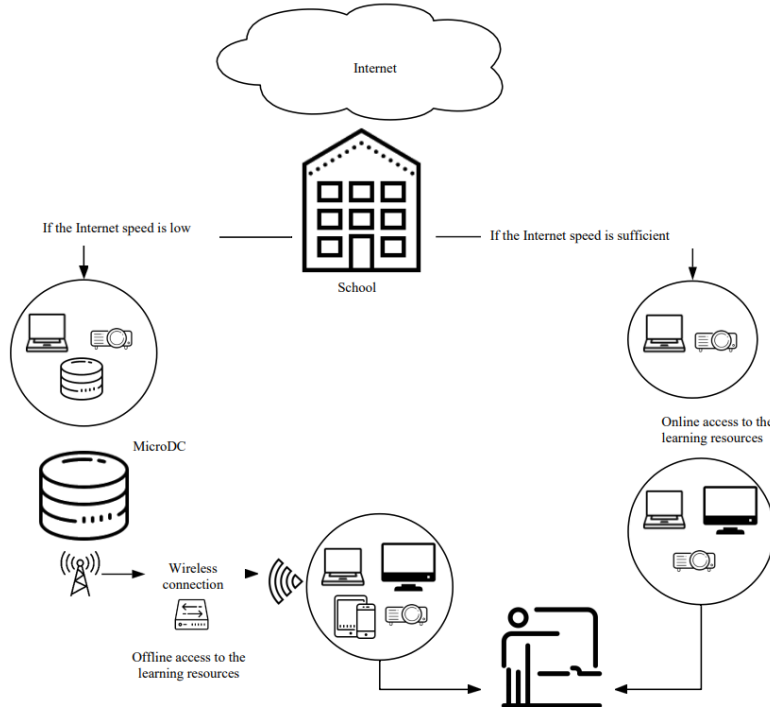 Internet
If the Internet speed is low
If the Internet speed is sufficient
School
MicroDC
Online access to the
learning resources
Wireless
connection
Offline access to the
learning resources